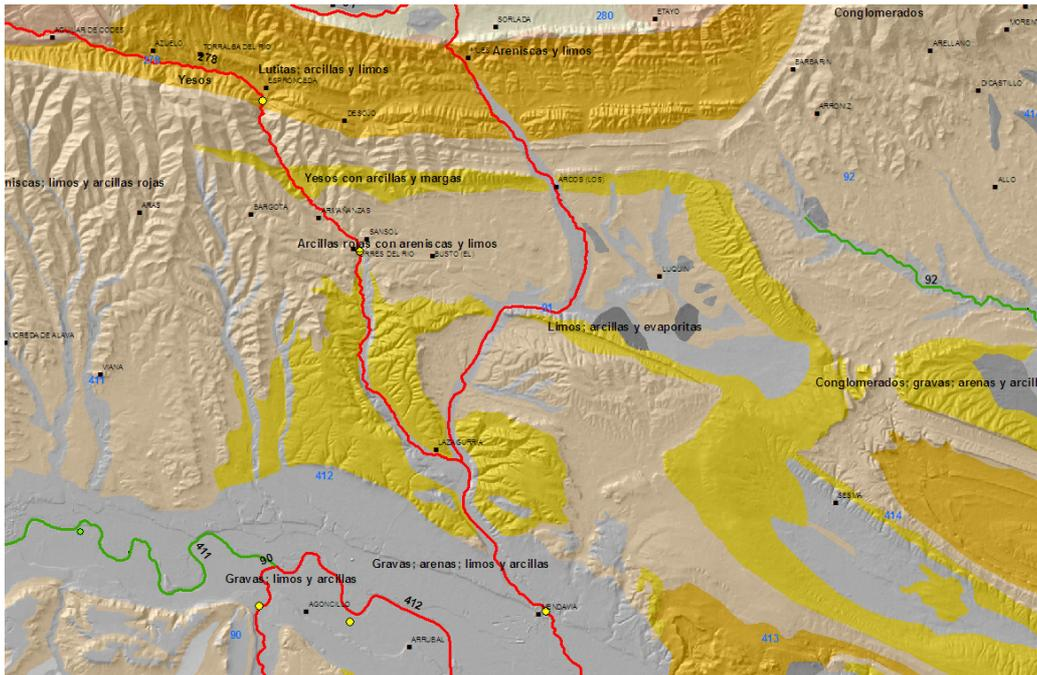 SORLADA
280
ETAYO
Conglomerados
AGUILAR DE CODES
AZUELO
TORRALBA DEL RIO
278
278
Areniscas y limos
ARELLANO
Lutitas; arcillas y limos
BARBARIN
Yesos
ESPRONCEDA
DICASTILLO
DESOJO
ARRONIZ
Yesos con arcillas y margas
92
niscas; limos y arcillas rojas
ARCOS (LOS)
ALLO
ARAS
BARGOTA
ARMAÑANZAS
SANSOL
Arcillas rojas con areniscas y limos
RRES DEL RIO
BUSTO (EL)
LUQUIN
92
91
Limos; arcillas y evaporitas
MOREDA DE ALAVA
VIANA
411
Conglomerados; gravas; arenas y arcill
LAZAGURRIA
412
SESMA
414
411
90
Gravas; arenas; limos y arcillas
Gravas; limos y arcillas
AGONCILLO
412
ENDAVIA
90
ARRUBAL
413